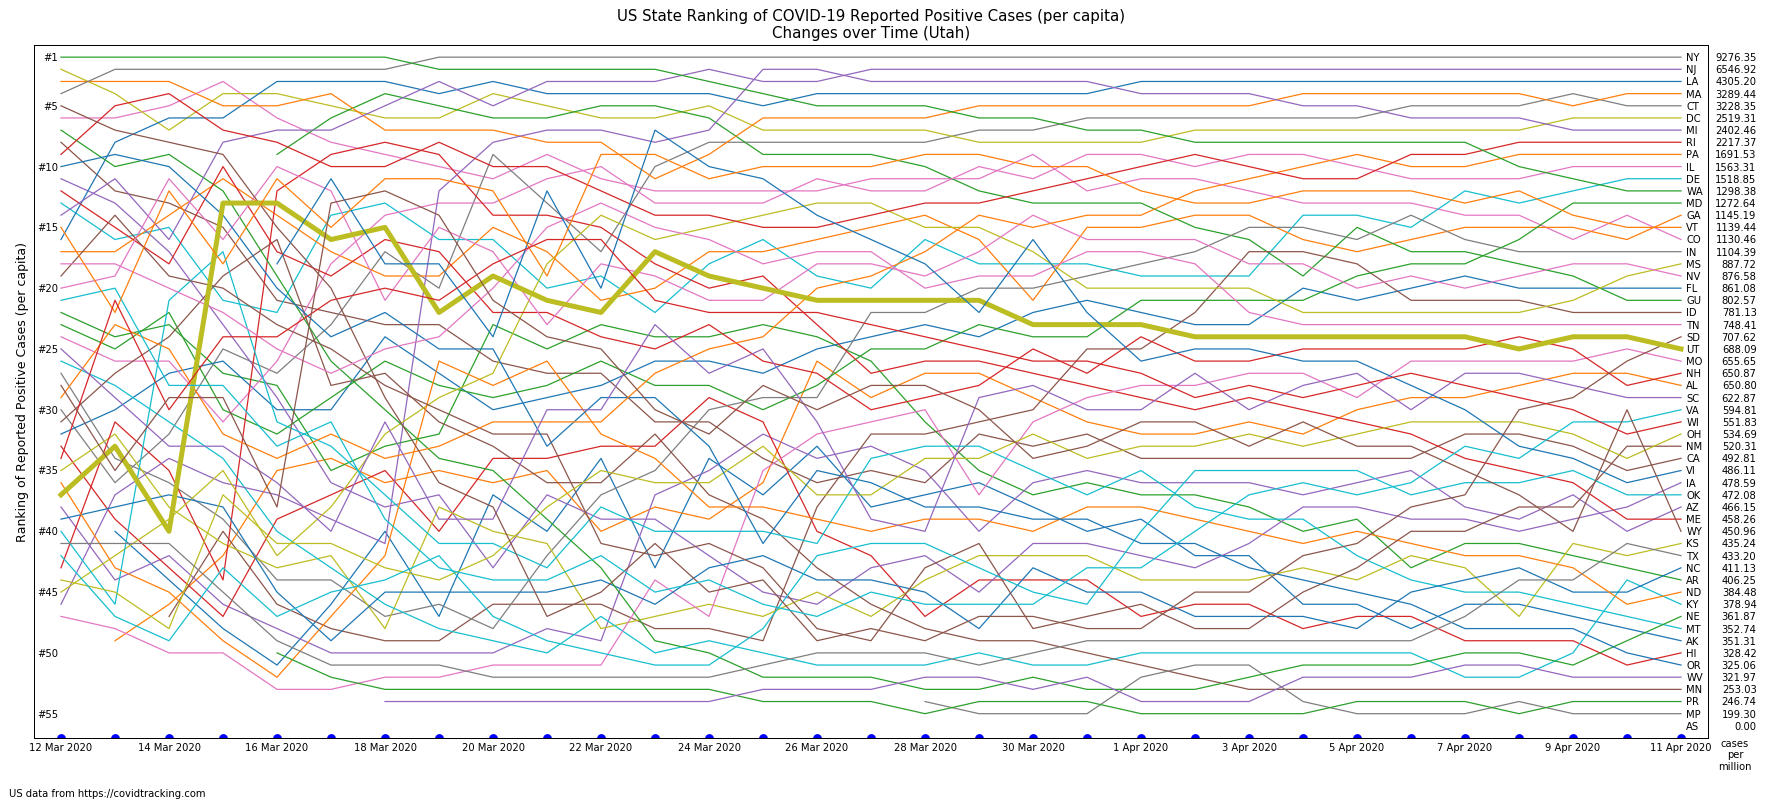 US State Ranking of COVID-19 Reported Positive Cases (per capita)
Changes over Time (Utah)
Ranking of Reported Positive Cases (per capita)
#1
#5
#10
#15
#20
#25
#30
#35
#40
#45
#50
#55
NY 9276.35
NJ 6546.92
LA 4305.20
MA 3289.44
CT 3228.35
DC 2519.31
MI 2402.46
RI 2217.37
PA 1691.53
IL 1563.31
DE 1518.85
WA 1298.38
MD 1272.64
GA 1145.19
VT 1139.44
CO 1130.46
IN 1104.39
MS 887.72
NV 876.58
FL 861.08
GU 802.57
ID 781.13
TN 748.41
SD 707.62
UT 688.09
MO 655.65
NH 650.87
AL 650.80
SC 622.87
VA 594.81
WI 551.83
OH 534.69
NM 520.31
CA 492.81
VI 486.11
IA 478.59
OK 472.08
AZ 466.15
ME 458.26
WY 450.96
KS 435.24
TX 433.20
NC 411.13
AR 406.25
ND 384.48
KY 378.94
NE 361.87
MT 352.74
AK 351.31
HI 328.42
OR 325.06
WV 321.97
MN 253.03
PR 246.74
MP 199.30
AS 0.00
12 Mar 2020 14 Mar 2020 16 Mar 2020 18 Mar 2020 20 Mar 2020 22 Mar 2020 24 Mar 2020 26 Mar 2020 28 Mar 2020 30 Mar 2020 1 Apr 2020 3 Apr 2020 5 Apr 2020 7 Apr 2020 9 Apr 2020 11 Apr 2020
cases
per
million
US data from https://covidtracking.com